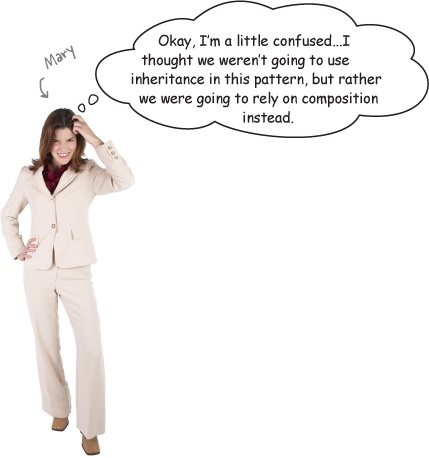 Mary
Okay, I'm a little confused...I
thought we weren't going to use
inheritance in this pattern, but rather
we were going to rely on composition
instead.